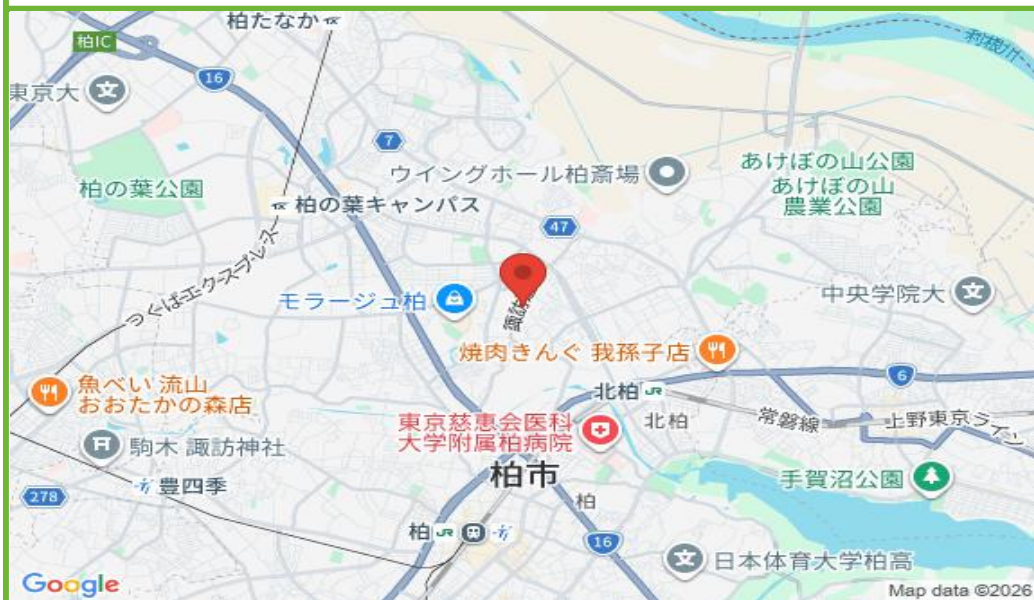 柏たなか
柏IC
16
利根川
東京大
7
ウイングホール柏斎場
あけぼの山公園
あけぼの山
農業公園
柏の葉公園
柏の葉キャンパス
47
つくばエクスプレス
モラージュ柏
中央学院大
焼肉きんぐ 我孫子店
魚べい 流山
おおたかの森店
北柏 JR
6
東京慈恵会医科
大学附属柏病院
北柏
常磐線
上野東京ライン
駒木 諏訪神社
柏市
手賀沼公園
278
豊四季
柏
柏 JR
16
日本体育大学柏高
Google
Map data ©2026